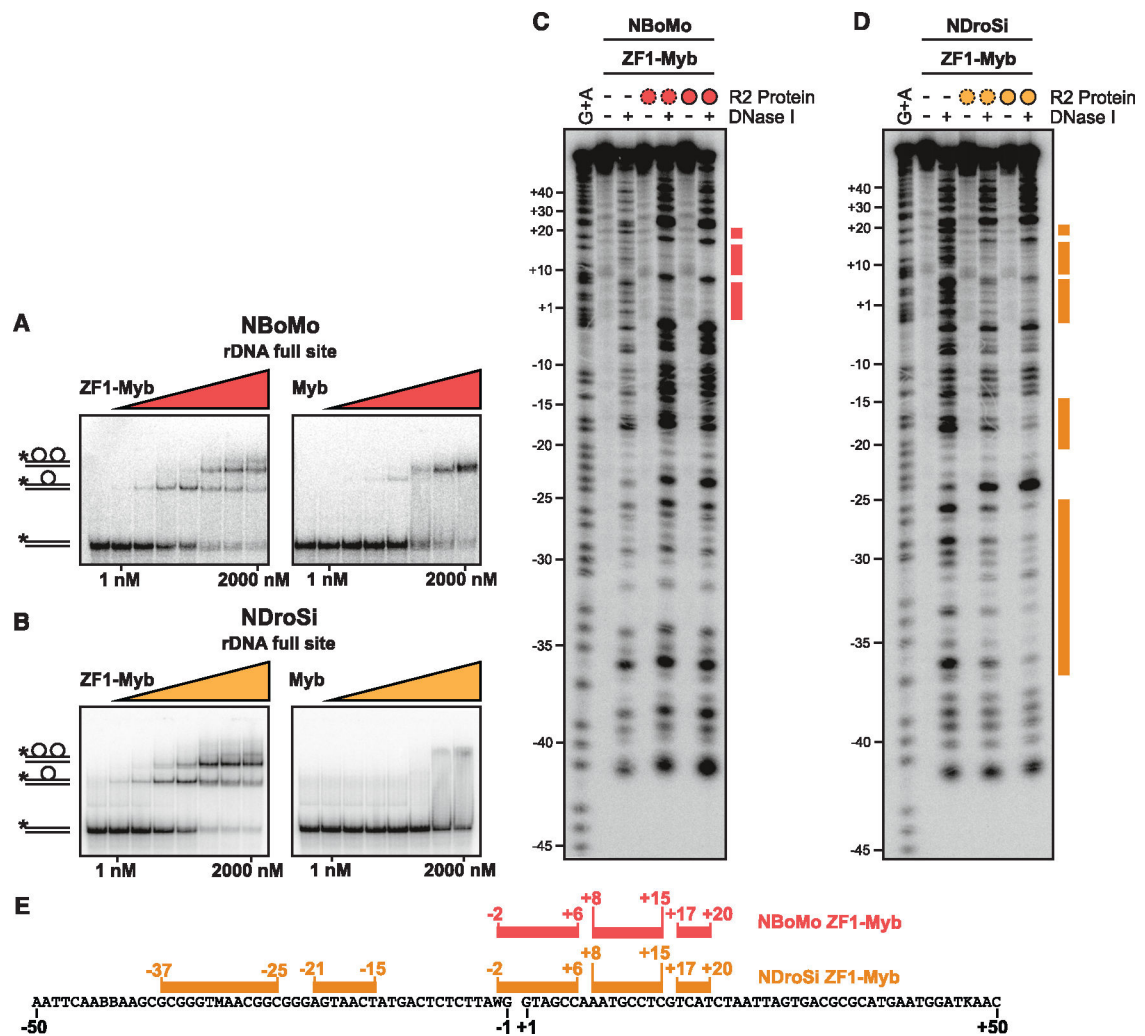 A
NBoMo
rDNA full site
ZF1-Myb
Myb
*
*
*
1 nM
2000 nM
1 nM
2000 nM
B
NDroSi
rDNA full site
ZF1-Myb
Myb
*
*
*
1 nM
2000 nM
1 nM
2000 nM
C
NBoMo
ZF1-Myb
G+A
R2 Protein
- -
DNase I
- + - + - +
+40
+30
+20
+10
+1
-10
-15
-20
-25
-30
-35
-40
-45
D
NDroSi
ZF1-Myb
G+A
R2 Protein
- -
DNase I
- + - + - +
+40
+30
+20
+10
+1
-10
-15
-20
-25
-30
-35
-40
-45
E
-2 +6 +8 +15 +17 +20 NBoMo ZF1-Myb
-37 -25 -21 -15 -2 +6 +8 +15 +17 +20 NDroSi ZF1-Myb
AATTCAABBAAGCGCGGGTMAACGGCGGGAGTAACTATGACTCTCTTAWG GTAGCCAAATGCCTCGTCATCTAATTAGTGACGCGCATGAATGGATKAAC
-50 -1 +1 +50